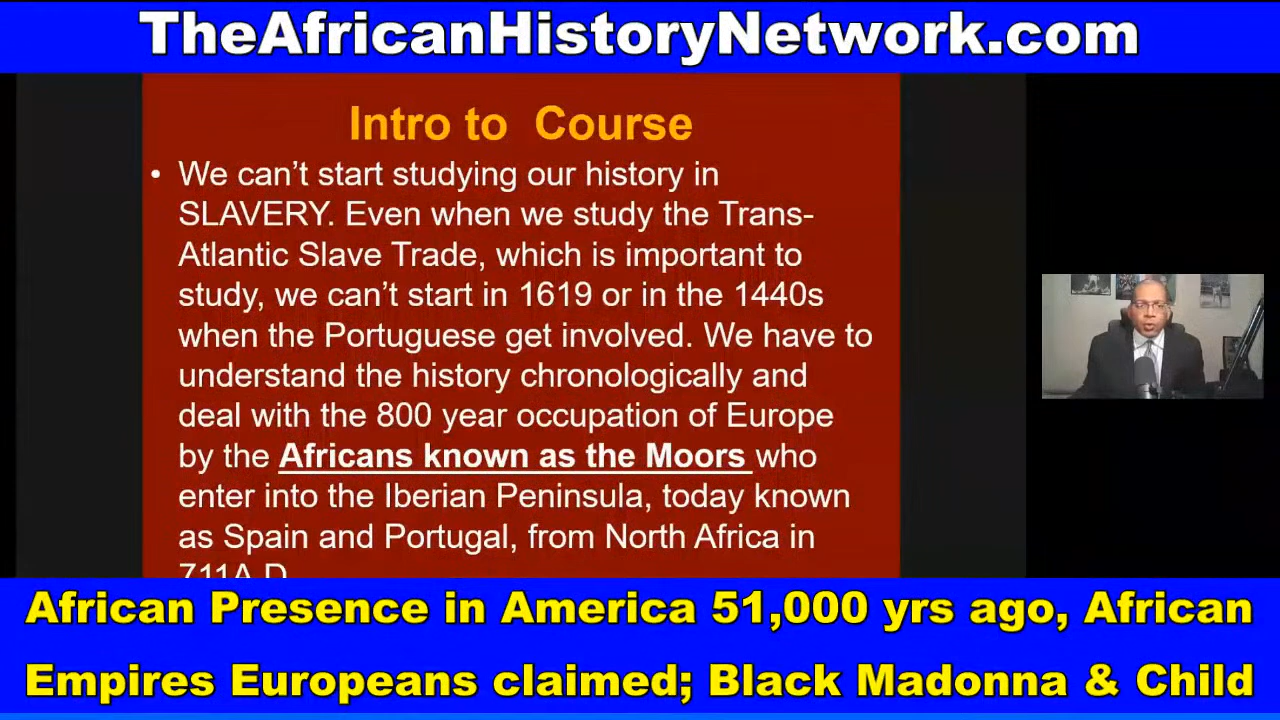 TheAfricanHistoryNetwork.com
Intro to Course
• We can't start studying our history in
SLAVERY. Even when we study the Trans-
Atlantic Slave Trade, which is important to
study, we can't start in 1619 or in the 1440s
when the Portuguese get involved. We have to
understand the history chronologically and
deal with the 800 year occupation of Europe
by the Africans known as the Moors who
enter into the Iberian Peninsula, today known
as Spain and Portugal, from North Africa in
711A.D.
African Presence in America 51,000 yrs ago, African
Empires Europeans claimed; Black Madonna & Child